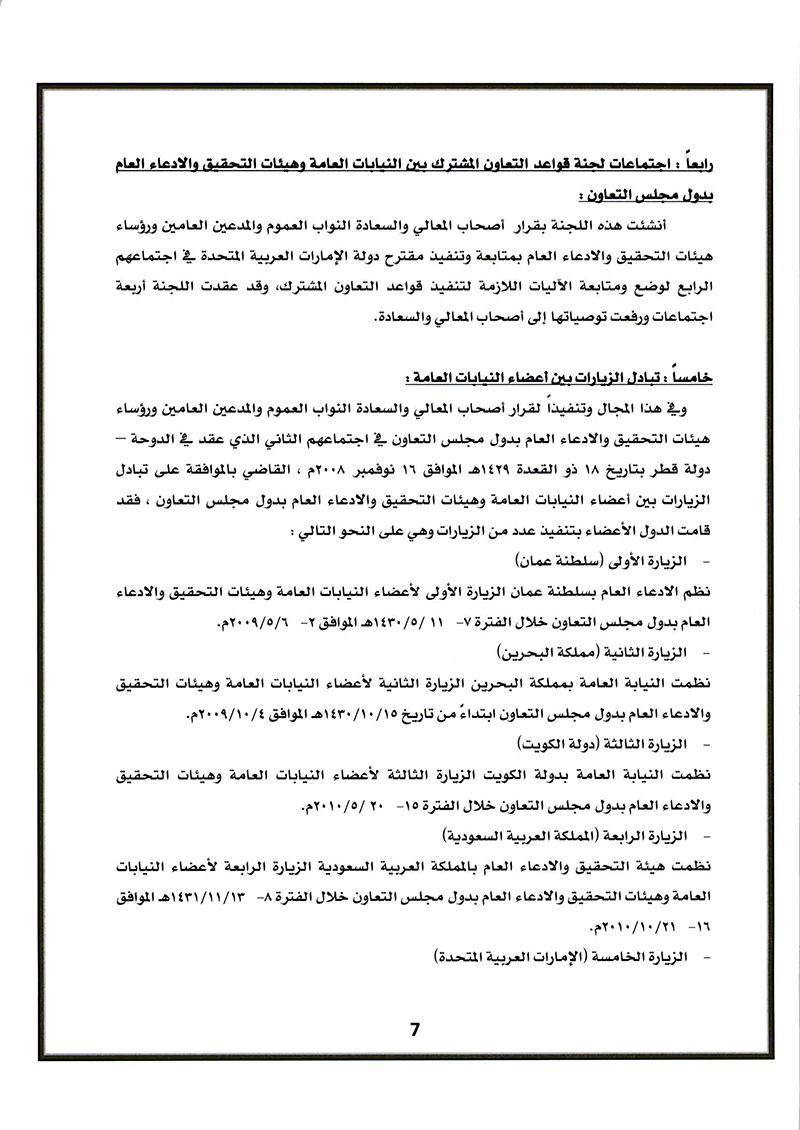 رابعاً : اجتماعات لجنة قواعد التعاون المشترك بين النيابات العامة وهيئات التحقيق والادعاء العام
بدول مجلس التعاون :
أنشئت هذه اللجنة بقرار أصحاب المعالي والسعادة النواب العموم والمدعين العامين ورؤساء
هيئات التحقيق والادعاء العام بمتابعة وتنفيذ مقترح دولة الإمارات العربية المتحدة في اجتماعهم
الرابع لوضع ومتابعة الآليات اللازمة لتنفيذ قواعد التعاون المشترك، وقد عقدت اللجنة أربعة
اجتماعات ورفعت توصياتها إلى أصحاب المعالي والسعادة.
خامساً : تبادل الزيارات بين أعضاء النيابات العامة :
وفي هذا المجال وتنفيذاً لقرار أصحاب المعالي والسعادة النواب العموم والمدعين العامين ورؤساء
هيئات التحقيق والادعاء العام بدول مجلس التعاون في اجتماعهم الثاني الذي عقد في الدوحة –
دولة قطر بتاريخ ١٨ ذو القعدة ١٤٢٩هـ الموافق ١٦ نوفمبر ٢٠٠٨م ، القاضي بالموافقة على تبادل
الزيارات بين أعضاء النيابات العامة وهيئات التحقيق والادعاء العام بدول مجلس التعاون ، فقد
قامت الدول الأعضاء بتنفيذ عدد من الزيارات وهي على النحو التالي :
- الزيارة الأولى (سلطنة عمان)
نظم الادعاء العام بسلطنة عمان الزيارة الأولى لأعضاء النيابات العامة وهيئات التحقيق والادعاء
العام بدول مجلس التعاون خلال الفترة ٧- ١١ /١٤٣٠/٥هـ الموافق ٢- ٢٠٠٩/٥/٦م.
- الزيارة الثانية (مملكة البحرين)
نظمت النيابة العامة بمملكة البحرين الزيارة الثانية لأعضاء النيابات العامة وهيئات التحقيق
والادعاء العام بدول مجلس التعاون ابتداءً من تاريخ ١٤٣٠/١٠/١٥هـ الموافق ٢٠٠٩/١٠/٤م.
- الزيارة الثالثة (دولة الكويت)
نظمت النيابة العامة بدولة الكويت الزيارة الثالثة لأعضاء النيابات العامة وهيئات التحقيق
والادعاء العام بدول مجلس التعاون خلال الفترة ١٥- ٢٠ /٢٠١٠/٥م.
- الزيارة الرابعة (المملكة العربية السعودية)
نظمت هيئة التحقيق والادعاء العام بالمملكة العربية السعودية الزيارة الرابعة لأعضاء النيابات
العامة وهيئات التحقيق والادعاء العام بدول مجلس التعاون خلال الفترة ٨- ١٤٣١/١١/١٣هـ الموافق
١٦- ٢٠١٠/١٠/٢١م.
- الزيارة الخامسة (الإمارات العربية المتحدة)
7